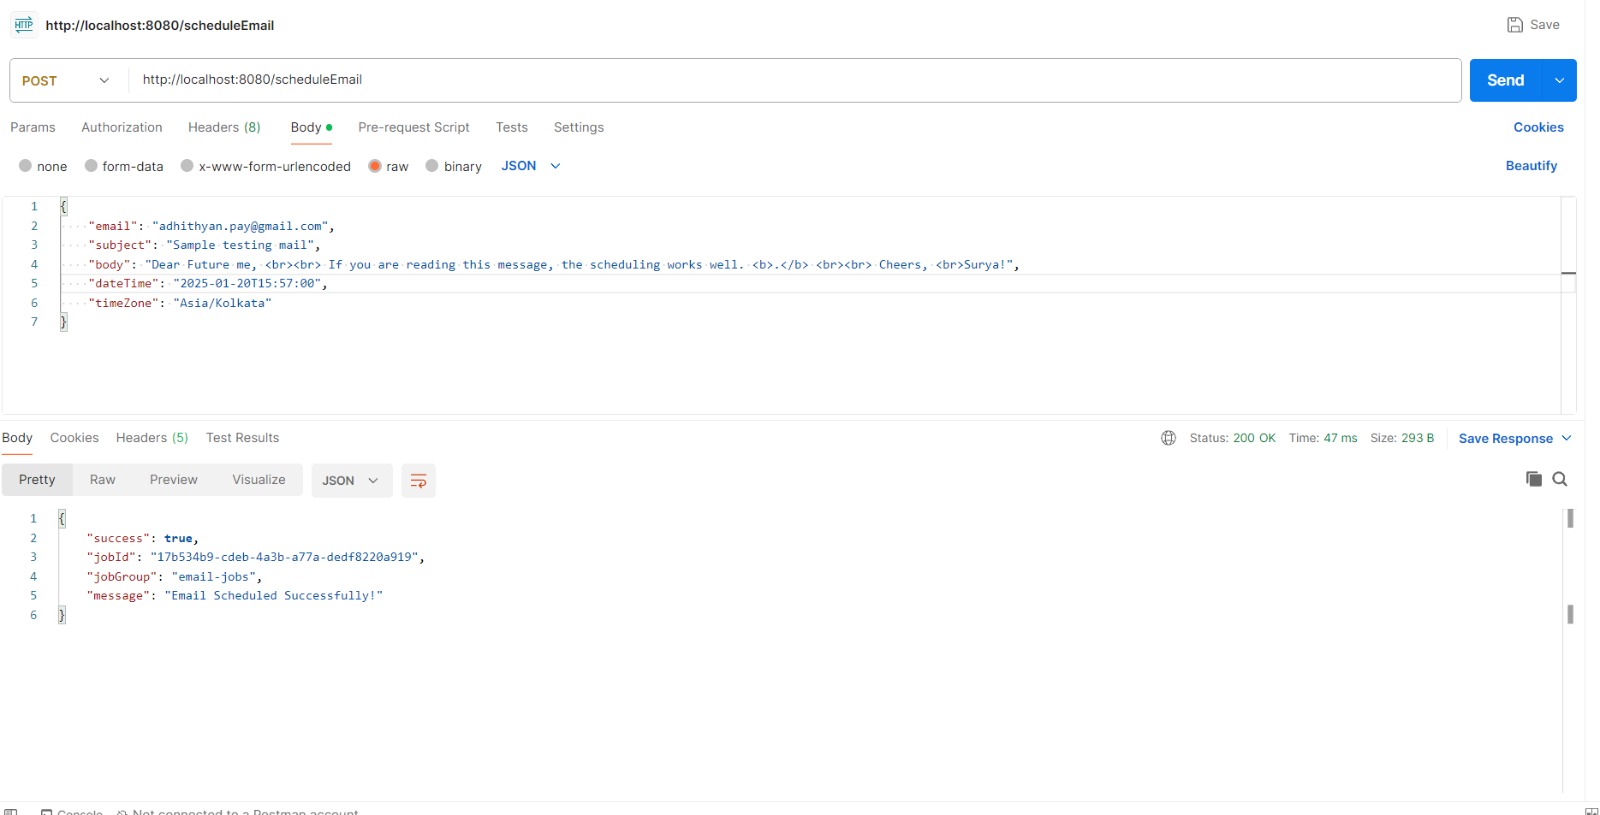 HTTP http://localhost:8080/scheduleEmail Save
POST http://localhost:8080/scheduleEmail Send
Params Authorization Headers (8) Body Pre-request Script Tests Settings Cookies
none form-data x-www-form-urlencoded raw binary JSON Beautify
1 {
2 "email": "adhithyan.pay@gmail.com",
3 "subject": "Sample testing mail",
4 "body": "Dear Future me, <br><br> If you are reading this message, the scheduling works well. <b>.</b> <br><br> Cheers, <br>Surya!",
5 "dateTime": "2025-01-20T15:57:00",
6 "timeZone": "Asia/Kolkata"
7 }
Body Cookies Headers (5) Test Results Status: 200 OK Time: 47 ms Size: 293 B Save Response
Pretty Raw Preview Visualize JSON
1 {
2 "success": true,
3 "jobId": "17b534b9-cdeb-4a3b-a77a-dedf8220a919",
4 "jobGroup": "email-jobs",
5 "message": "Email Scheduled Successfully!"
6 }
Console Not connected to a Postman account